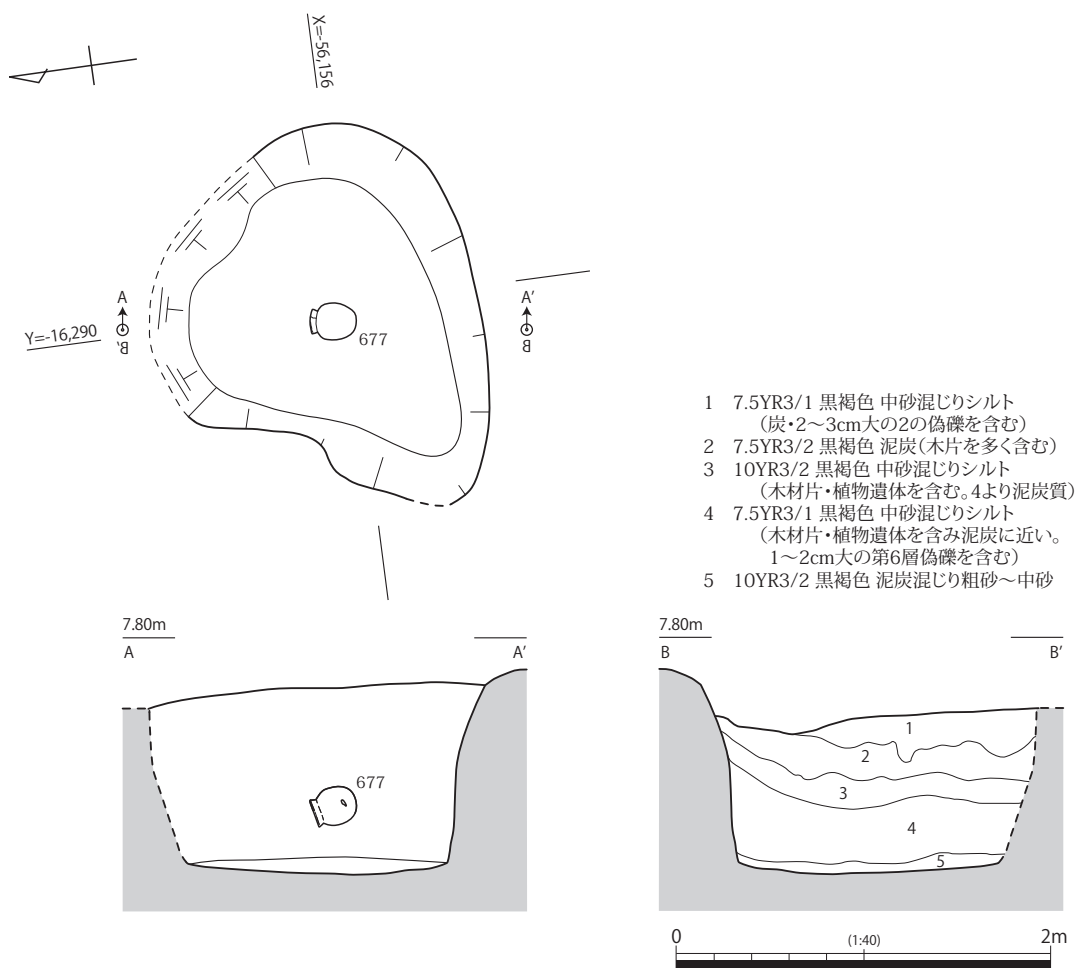 X=-56,156
A
B'
Y=-16,290
677
A'
B
1 7.5YR3/1 黒褐色 中砂混じりシルト
（炭・2～3cm大の2の偽礫を含む）
2 7.5YR3/2 黒褐色 泥炭（木片を多く含む）
3 10YR3/2 黒褐色 中砂混じりシルト
（木材片・植物遺体を含む。4より泥炭質）
4 7.5YR3/1 黒褐色 中砂混じりシルト
（木材片・植物遺体を含み泥炭に近い。
1～2cm大の第6層偽礫を含む）
5 10YR3/2 黒褐色 泥炭混じり粗砂～中砂
7.80m
A
A'
677
7.80m
B
B'
1
2
3
4
5
0
(1:40)
2m